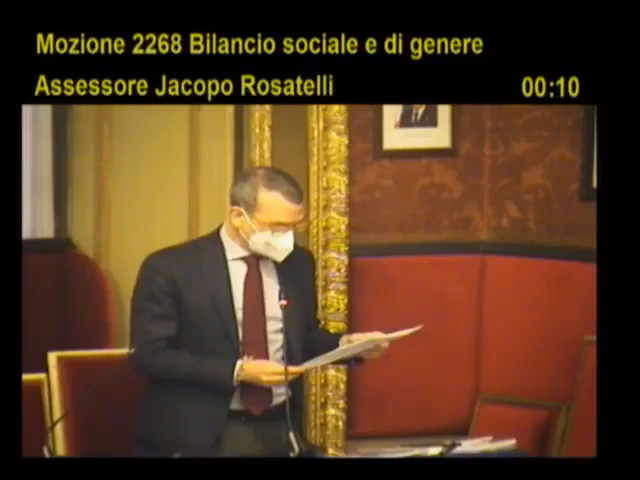 Mozione 2268 Bilancio sociale e di genere
Assessore Jacopo Rosatelli 00:10